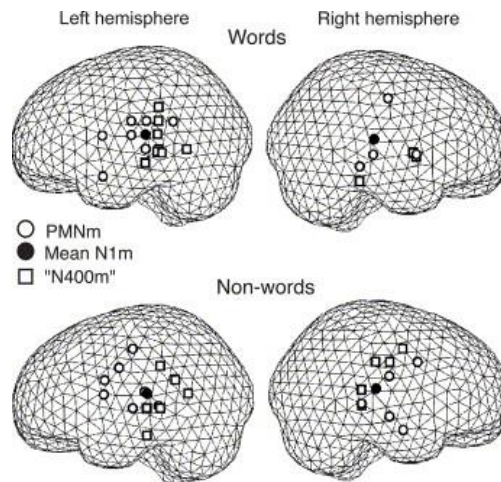 Left hemisphere Right hemisphere
Words
PMNm
Mean N1m
"N400m"
Non-words